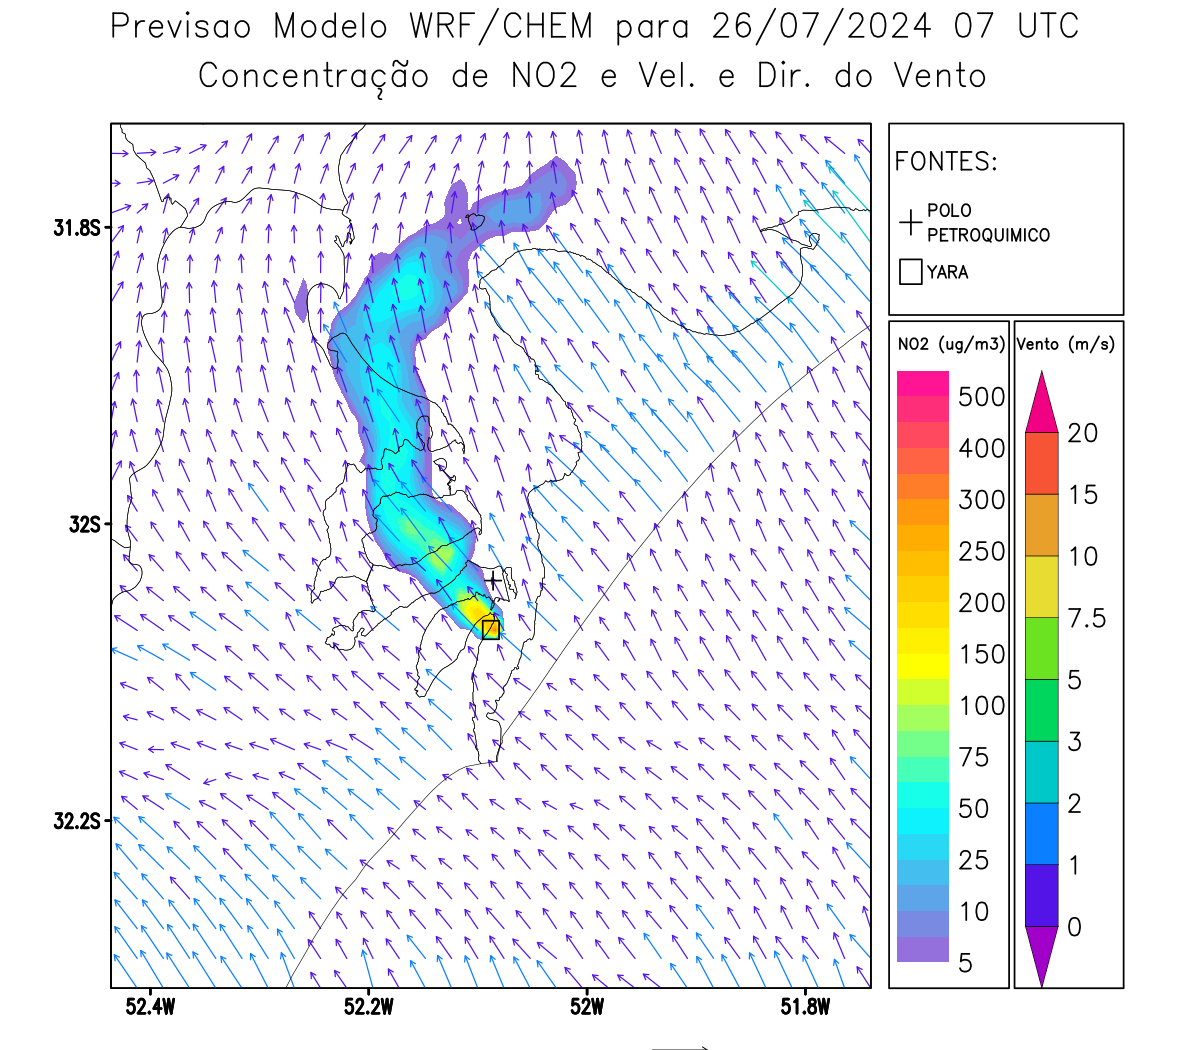 Previsao Modelo WRF/CHEM para 26/07/2024 07 UTC
Concentração de NO2 e Vel. e Dir. do Vento
FONTES:
POLO
PETROQUIMICO
YARA
31.8S
32S
32.2S
52.4W
52.2W
52W
51.8W
NO2 (ug/m3)
500
400
300
250
200
150
100
75
50
25
10
5
Vento (m/s)
20
15
10
7.5
5
3
2
1
0